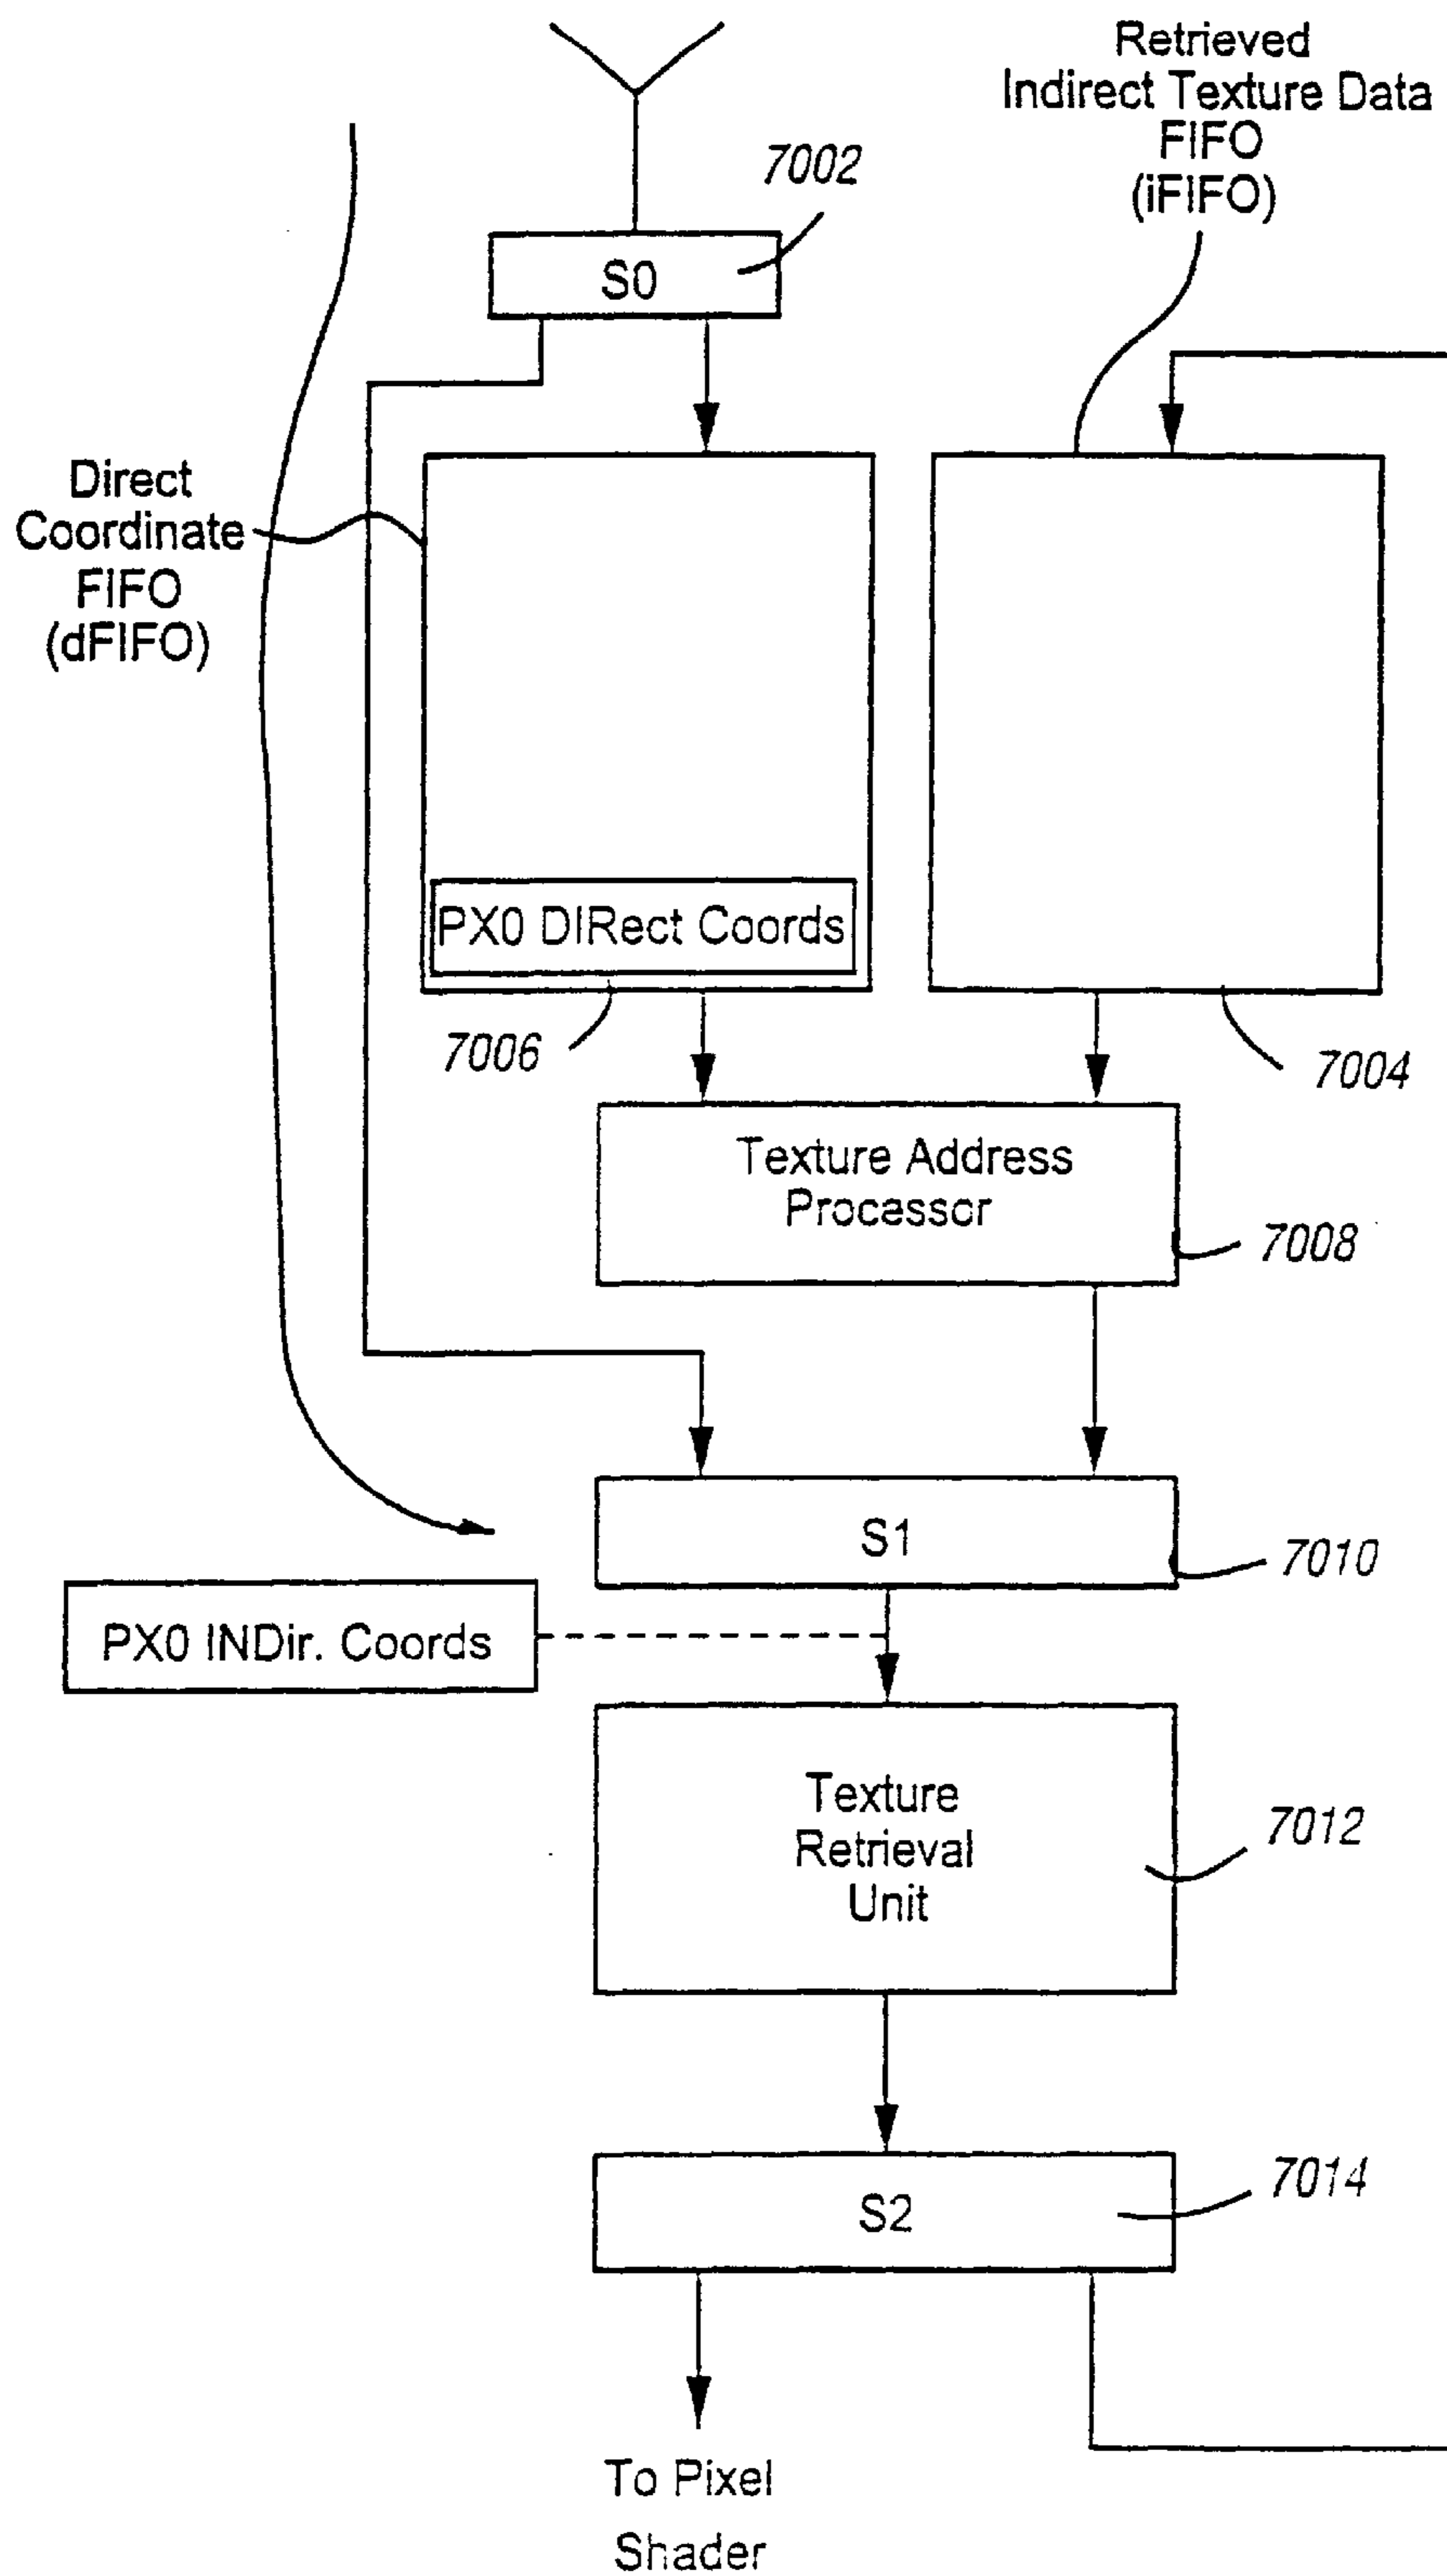 Retrieved
Indirect Texture Data
FIFO
(iFIFO)
7002
S0
Direct
Coordinate
FIFO
(dFIFO)
PX0 DIRect Coords
7006
7004
Texture Address
Processor
7008
S1
7010
PX0 INDir. Coords
Texture
Retrieval
Unit
7012
S2
7014
To Pixel
Shader